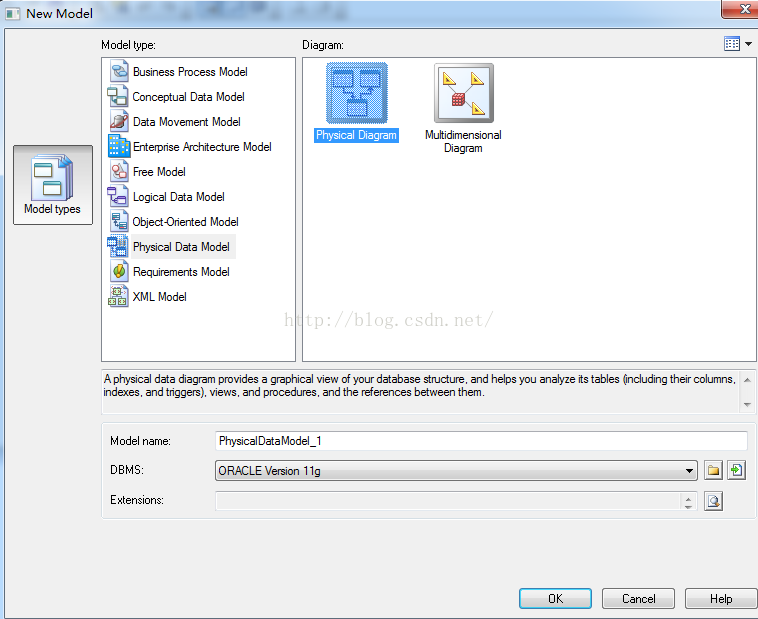 New Model
Model type:
Diagram:
Model types
Business Process Model
Conceptual Data Model
Data Movement Model
Enterprise Architecture Model
Free Model
Logical Data Model
Object-Oriented Model
Physical Data Model
Requirements Model
XML Model
Physical Diagram
Multidimensional
Diagram
http://blog.csdn.net/
A physical data diagram provides a graphical view of your database structure, and helps you analyze its tables (including their columns,
indexes, and triggers), views, and procedures, and the references between them.
Model name:
PhysicalDataModel_1
DBMS:
ORACLE Version 11g
Extensions:
OK
Cancel
Help